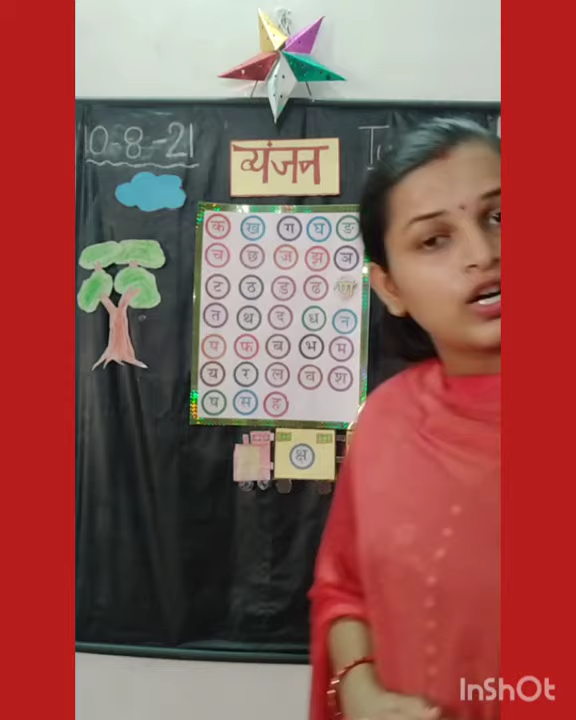 10-8-21
व्यंजन
क ख ग घ ङ
च छ ज झ ञ
ट ठ ड ढ ण
त थ द ध न
प फ ब भ म
य र ल व श
ष स ह
क्ष
InShOt